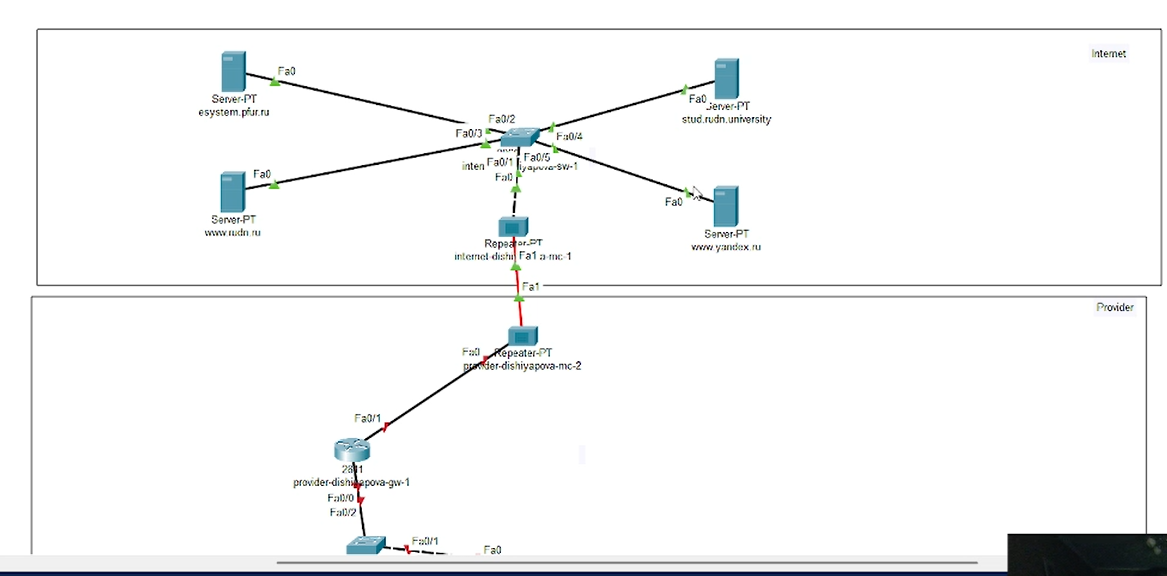 Internet
Fa0
Server-PT
esystem.pfur.ru
Fa0
Server-PT
stud.rudn.university
Fa0/2
Fa0/3
Fa0/4
Fa0/1
Fa0/5
Fa0
Fa0
Server-PT
www.rudn.ru
Fa0
Server-PT
www.yandex.ru
Repeater-PT
Fa1
Fa1
Provider
Fa0
Repeater-PT
provider-dishiyapova-mc-2
Fa0/1
2811
provider-dishiyapova-gw-1
Fa0/0
Fa0/2
Fa0/1
Fa0